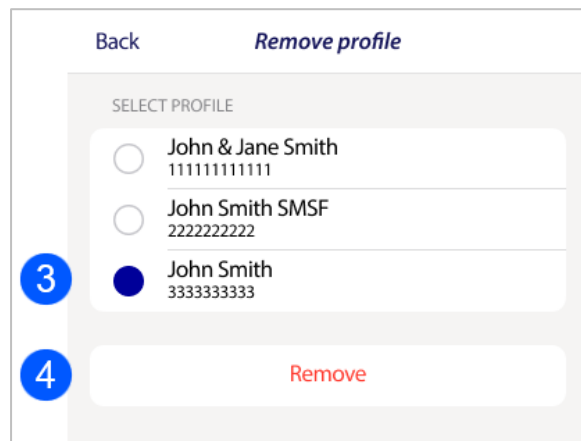 Back Remove profile
SELECT PROFILE
John & Jane Smith
111111111111
John Smith SMSF
2222222222
3 John Smith
3333333333
4 Remove